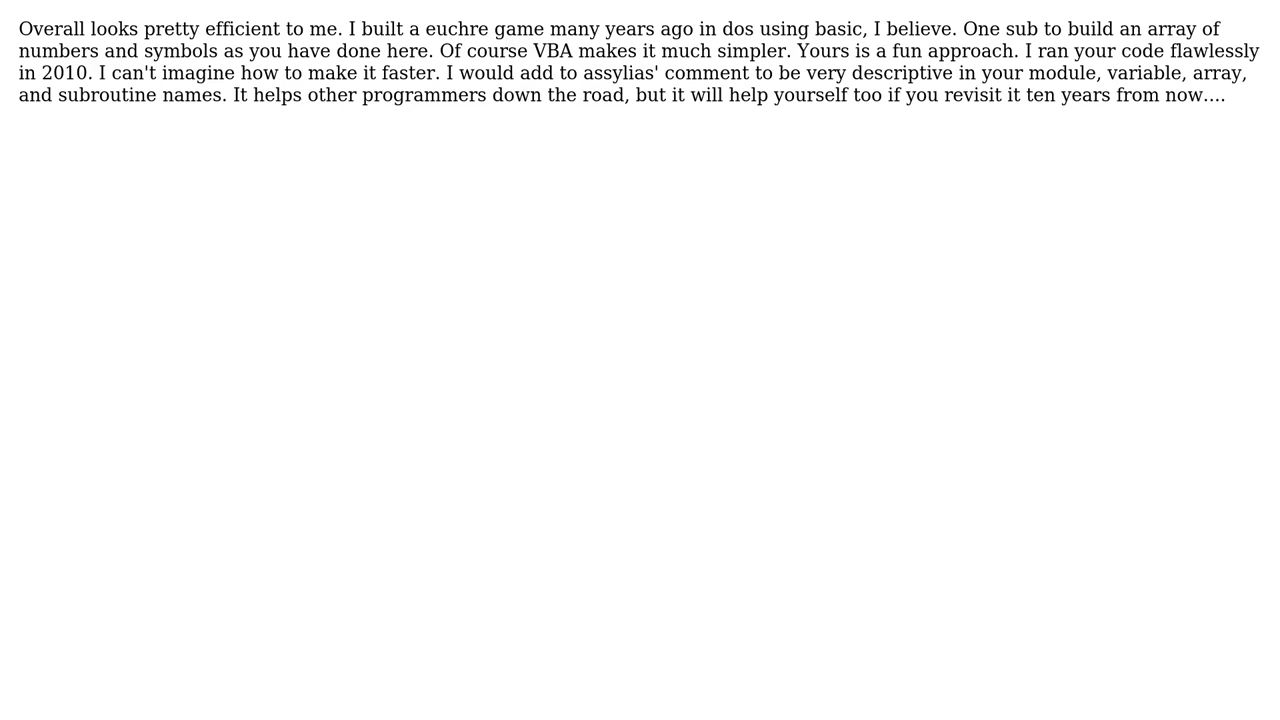 Overall looks pretty efficient to me. I built a euchre game many years ago in dos using basic, I believe. One sub to build an array of
numbers and symbols as you have done here. Of course VBA makes it much simpler. Yours is a fun approach. I ran your code flawlessly
in 2010. I can't imagine how to make it faster. I would add to assylias' comment to be very descriptive in your module, variable, array,
and subroutine names. It helps other programmers down the road, but it will help yourself too if you revisit it ten years from now....